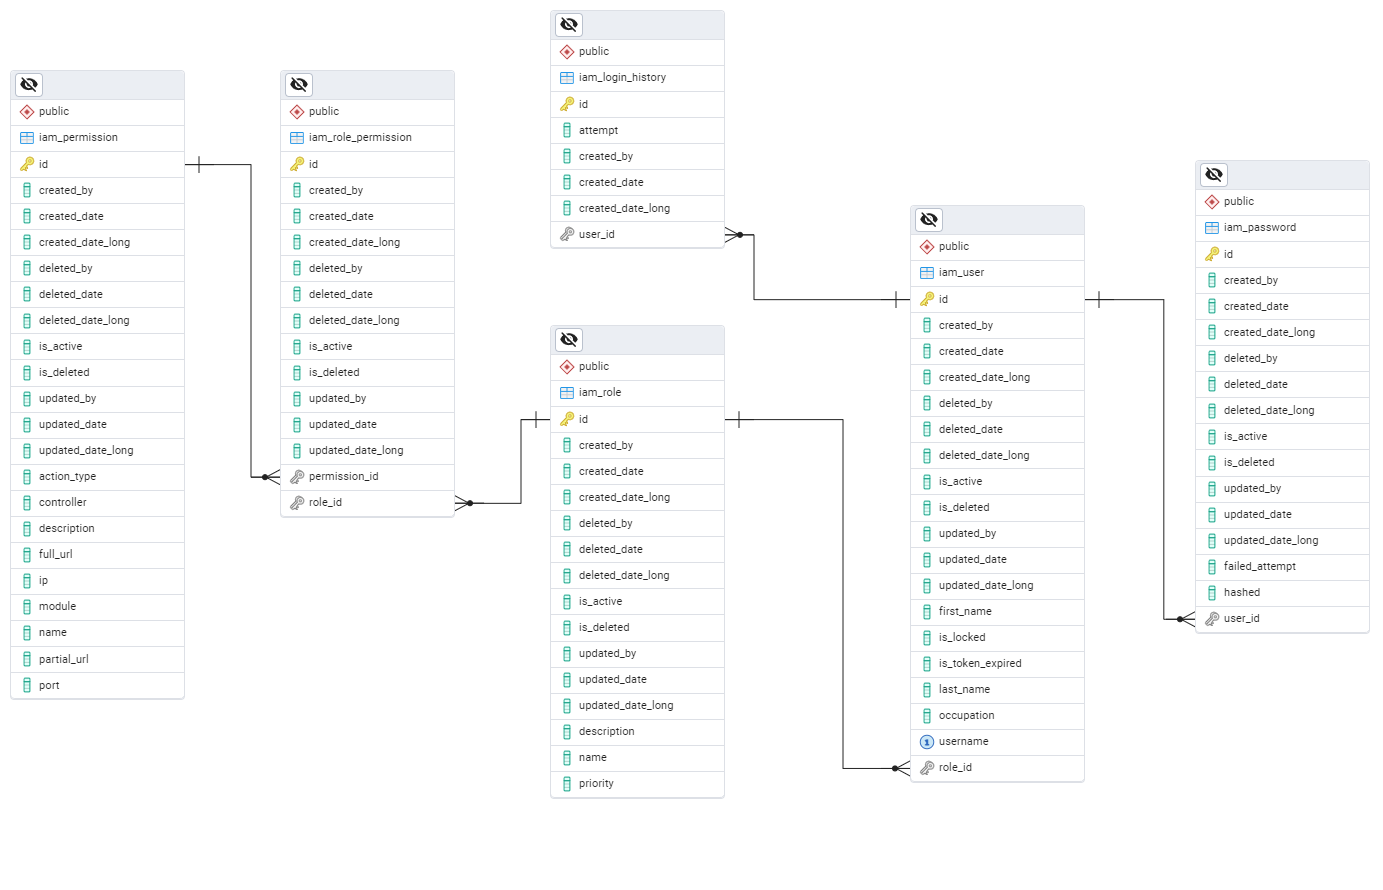 public
iam_permission
id
created_by
created_date
created_date_long
deleted_by
deleted_date
deleted_date_long
is_active
is_deleted
updated_by
updated_date
updated_date_long
action_type
controller
description
full_url
ip
module
name
partial_url
port
public
iam_role_permission
id
created_by
created_date
created_date_long
deleted_by
deleted_date
deleted_date_long
is_active
is_deleted
updated_by
updated_date
updated_date_long
permission_id
role_id
public
iam_login_history
id
attempt
created_by
created_date
created_date_long
user_id
public
iam_role
id
created_by
created_date
created_date_long
deleted_by
deleted_date
deleted_date_long
is_active
is_deleted
updated_by
updated_date
updated_date_long
description
name
priority
public
iam_user
id
created_by
created_date
created_date_long
deleted_by
deleted_date
deleted_date_long
is_active
is_deleted
updated_by
updated_date
updated_date_long
first_name
is_locked
is_token_expired
last_name
occupation
1 username
role_id
public
iam_password
id
created_by
created_date
created_date_long
deleted_by
deleted_date
deleted_date_long
is_active
is_deleted
updated_by
updated_date
updated_date_long
failed_attempt
hashed
user_id